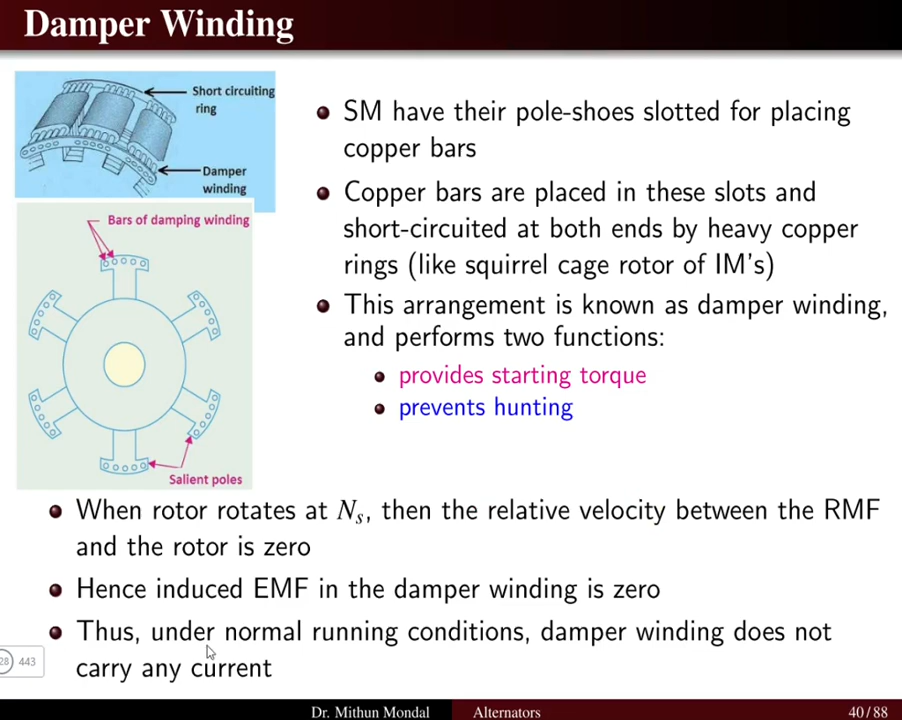 Damper Winding
Short circuiting
ring
Damper
winding
Bars of damping winding
Salient poles
SM have their pole-shoes slotted for placing
copper bars
Copper bars are placed in these slots and
short-circuited at both ends by heavy copper
rings (like squirrel cage rotor of IM's)
This arrangement is known as damper winding,
and performs two functions:
provides starting torque
prevents hunting
When rotor rotates at Ns, then the relative velocity between the RMF
and the rotor is zero
Hence induced EMF in the damper winding is zero
Thus, under normal running conditions, damper winding does not
carry any current
28 443
Dr. Mithun Mondal Alternators 40/88